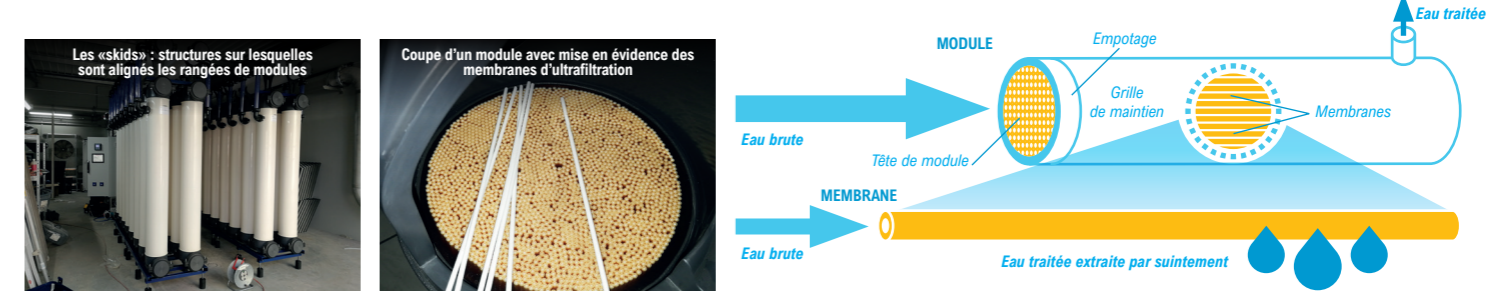 Les «skids» : structures sur lesquelles
sont alignés les rangées de modules
Coupe d'un module avec mise en évidence des
membranes d'ultrafiltration
Eau traitée
MODULE
Empotage
Grille
de maintien
Membranes
Eau brute
Tête de module
MEMBRANE
Eau brute
Eau traitée extraite par suintement